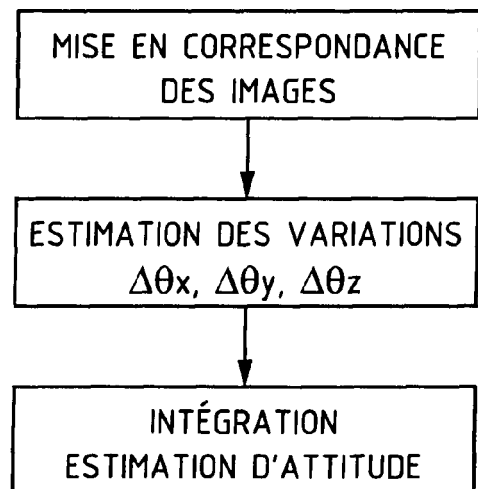 MISE EN CORRESPONDANCE
DES IMAGES
ESTIMATION DES VARIATIONS
Δθx, Δθy, Δθz
INTÉGRATION
ESTIMATION D'ATTITUDE